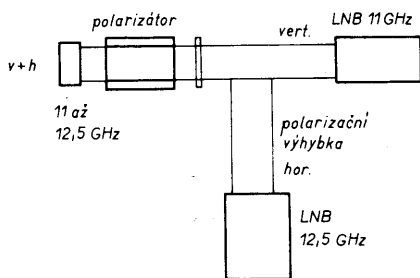 polarizátor
vert.
LNB 11 GHz
v+h
11 až
12,5 GHz
polarizační
výhybka
hor.
LNB
12,5 GHz